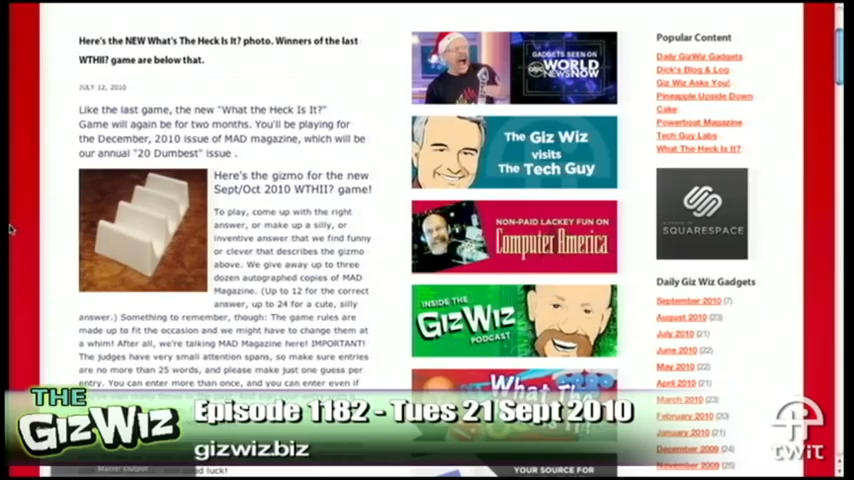 Here's the NEW What's The Heck Is It? photo. Winners of the last
WTHII? game are below that.
JULY 12, 2010
Like the last game, the new "What the Heck Is It?"
Game will again be for two months. You'll be playing for
the December, 2010 issue of MAD magazine, which will be
our annual "20 Dumbest" issue .
Here's the gizmo for the new
Sept/Oct 2010 WTHII? game!
To play, come up with the right
answer, or make up a silly, or
inventive answer that we find funny
or clever that describes the gizmo
above. We give away up to three
dozen autographed copies of MAD
Magazine. (Up to 12 for the correct
answer, up to 24 for a cute, silly
answer.) Something to remember, though: The game rules are
made up to fit the occasion and we might have to change them at
a whim! After all, we're talking MAD Magazine here! IMPORTANT!
The judges have very small attention spans, so make sure entries
are no more than 25 words, and please make just one guess per
entry. You can enter more than once, and you can enter even if
good luck!
GADGETS SEEN ON
abc WORLD
NEWS NOW
The Giz Wiz
visits
The Tech Guy
NON-PAID LACKEY FUN ON
Computer America
INSIDE THE
GIZWIZ
PODCAST
What The
Is It?
YOUR SOURCE FOR
Popular Content
Daily GizWiz Gadgets
Dick's Blog & Log
Giz Wiz Asks You!
Pineapple Upside Down
Cake
Powerboat Magazine
Tech Guy Labs
What The Heck Is It?
SQUARESPACE
Daily Giz Wiz Gadgets
September 2010 (7)
August 2010 (23)
July 2010 (21)
June 2010 (22)
May 2010 (22)
April 2010 (21)
March 2010 (23)
February 2010 (20)
January 2010 (21)
December 2009 (24)
November 2009 (25)
THE
GIZWIZ
Episode 1182 - Tues 21 Sept 2010
gizwiz.biz
Master Output
twit